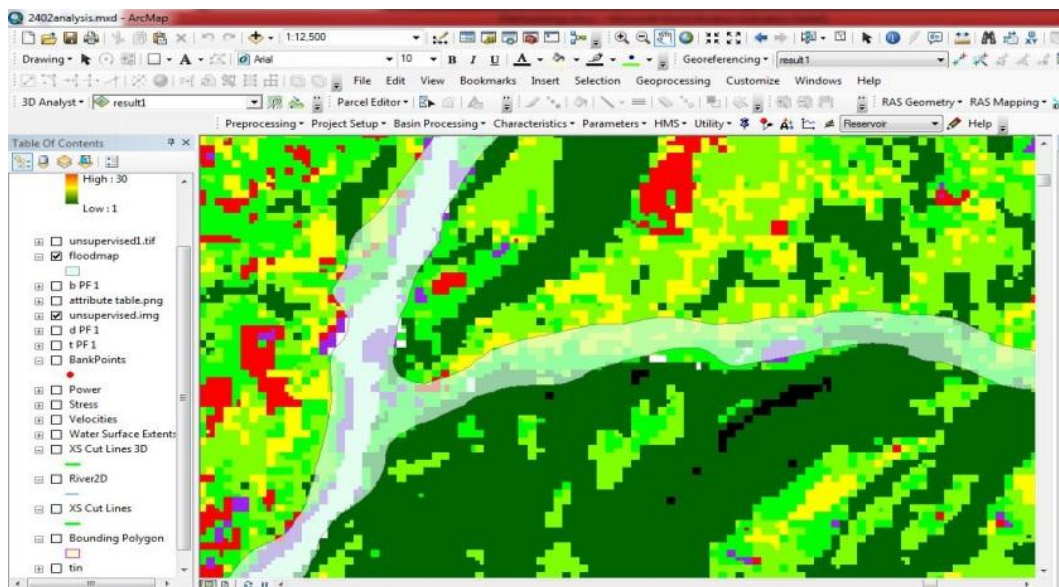 2402analysis.mxd - ArcMap
1:12,500
Drawing Arial 10 B I U A Georeferencing result1
File Edit View Bookmarks Insert Selection Geoprocessing Customize Windows Help
3D Analyst result1 Parcel Editor RAS Geometry RAS Mapping
Preprocessing Project Setup Basin Processing Characteristics Parameters HMS Utility Reservoir Help
Table Of Contents
High : 30
Low : 1
unsupervised1.tif
floodmap
b PF 1
attribute table.png
unsupervised.img
d PF 1
t PF 1
BankPoints
Power
Stress
Velocities
Water Surface Extents
XS Cut Lines 3D
River2D
XS Cut Lines
Bounding Polygon
tin